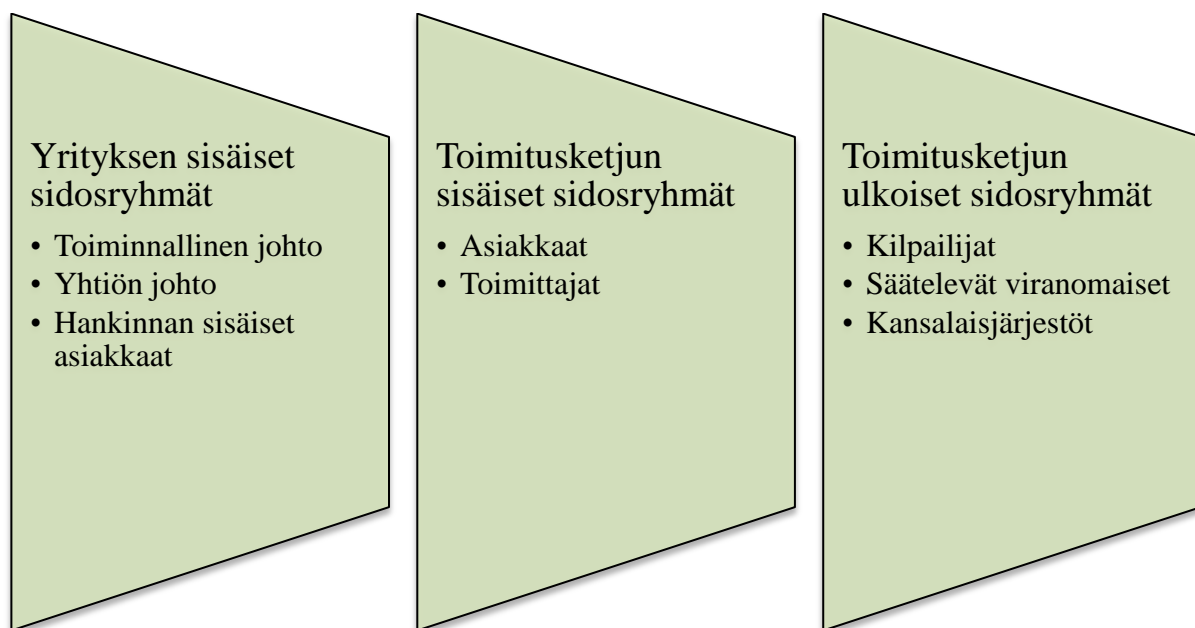 Yrityksen sisäiset
sidosryhmät
• Toiminnallinen johto
• Yhtiön johto
• Hankinnan sisäiset
asiakkaat
Toimitusketjun
sisäiset sidosryhmät
• Asiakkaat
• Toimittajat
Toimitusketjun
ulkoiset sidosryhmät
• Kilpailijat
• Säätelevät viranomaiset
• Kansalaisjärjestöt